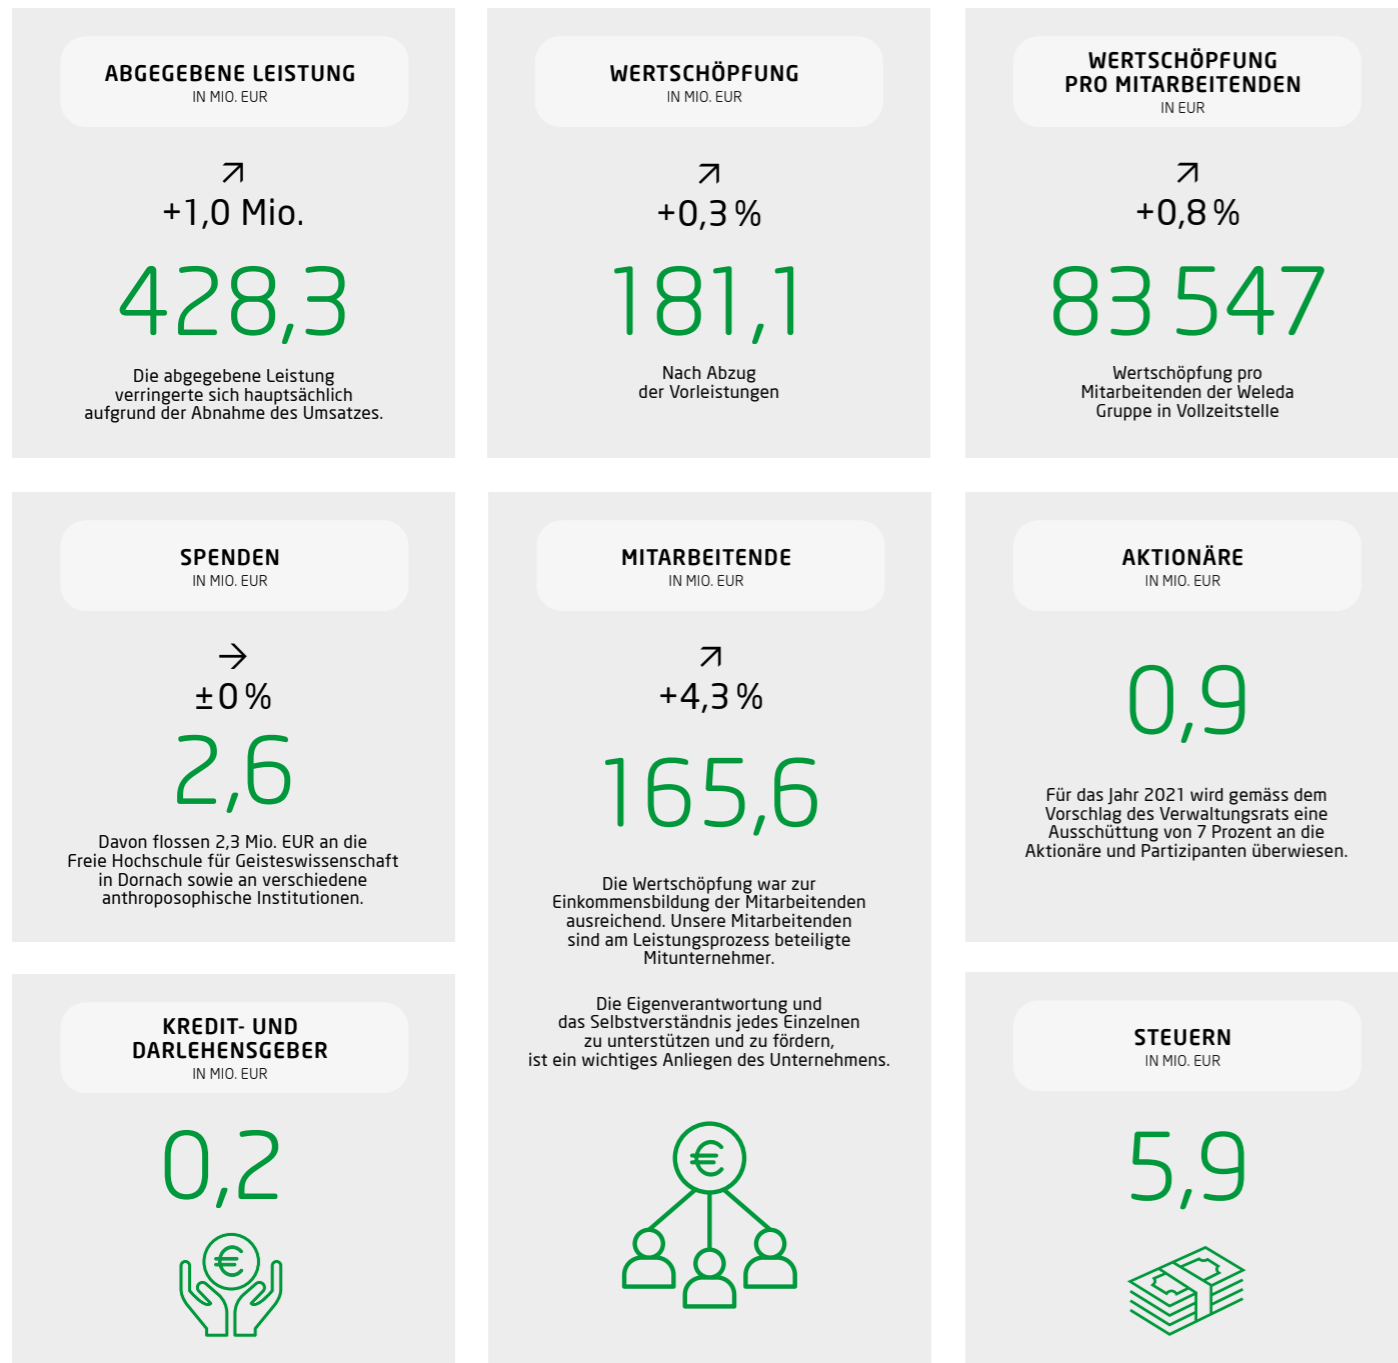 ABGEGEBENE LEISTUNG
IN MIO. EUR
+1,0 Mio.
428,3
Die abgegebene Leistung
verringerte sich hauptsächlich
aufgrund der Abnahme des Umsatzes.
WERTSCHÖPFUNG
IN MIO. EUR
+0,3 %
181,1
Nach Abzug
der Vorleistungen
WERTSCHÖPFUNG
PRO MITARBEITENDEN
IN EUR
+0,8 %
83 547
Wertschöpfung pro
Mitarbeitenden der Weleda
Gruppe in Vollzeitstelle
SPENDEN
IN MIO. EUR
±0 %
2,6
Davon flossen 2,3 Mio. EUR an die
Freie Hochschule für Geisteswissenschaft
in Dornach sowie an verschiedene
anthroposophische Institutionen.
MITARBEITENDE
IN MIO. EUR
+4,3 %
165,6
Die Wertschöpfung war zur
Einkommensbildung der Mitarbeitenden
ausreichend. Unsere Mitarbeitenden
sind am Leistungsprozess beteiligte
Mitunternehmer.
Die Eigenverantwortung und
das Selbstverständnis jedes Einzelnen
zu unterstützen und zu fördern,
ist ein wichtiges Anliegen des Unternehmens.
€
AKTIONÄRE
IN MIO. EUR
0,9
Für das Jahr 2021 wird gemäss dem
Vorschlag des Verwaltungsrats eine
Ausschüttung von 7 Prozent an die
Aktionäre und Partizipanten überwiesen.
KREDIT- UND
DARLEHENSGEBER
IN MIO. EUR
0,2
€
STEUERN
IN MIO. EUR
5,9